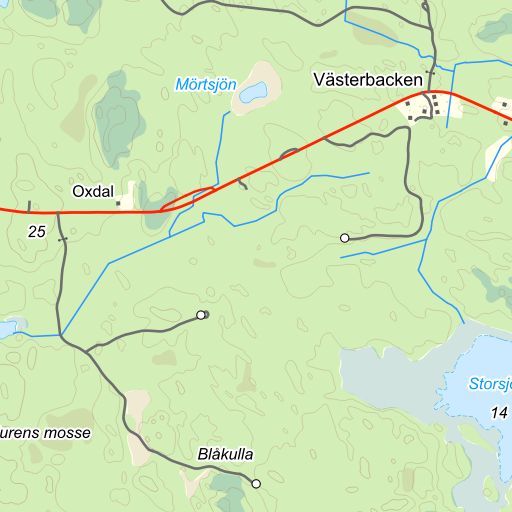 Västerbacken
Mörtsjön
Oxdal
25
Storsjö
14
urens mosse
Blåkulla